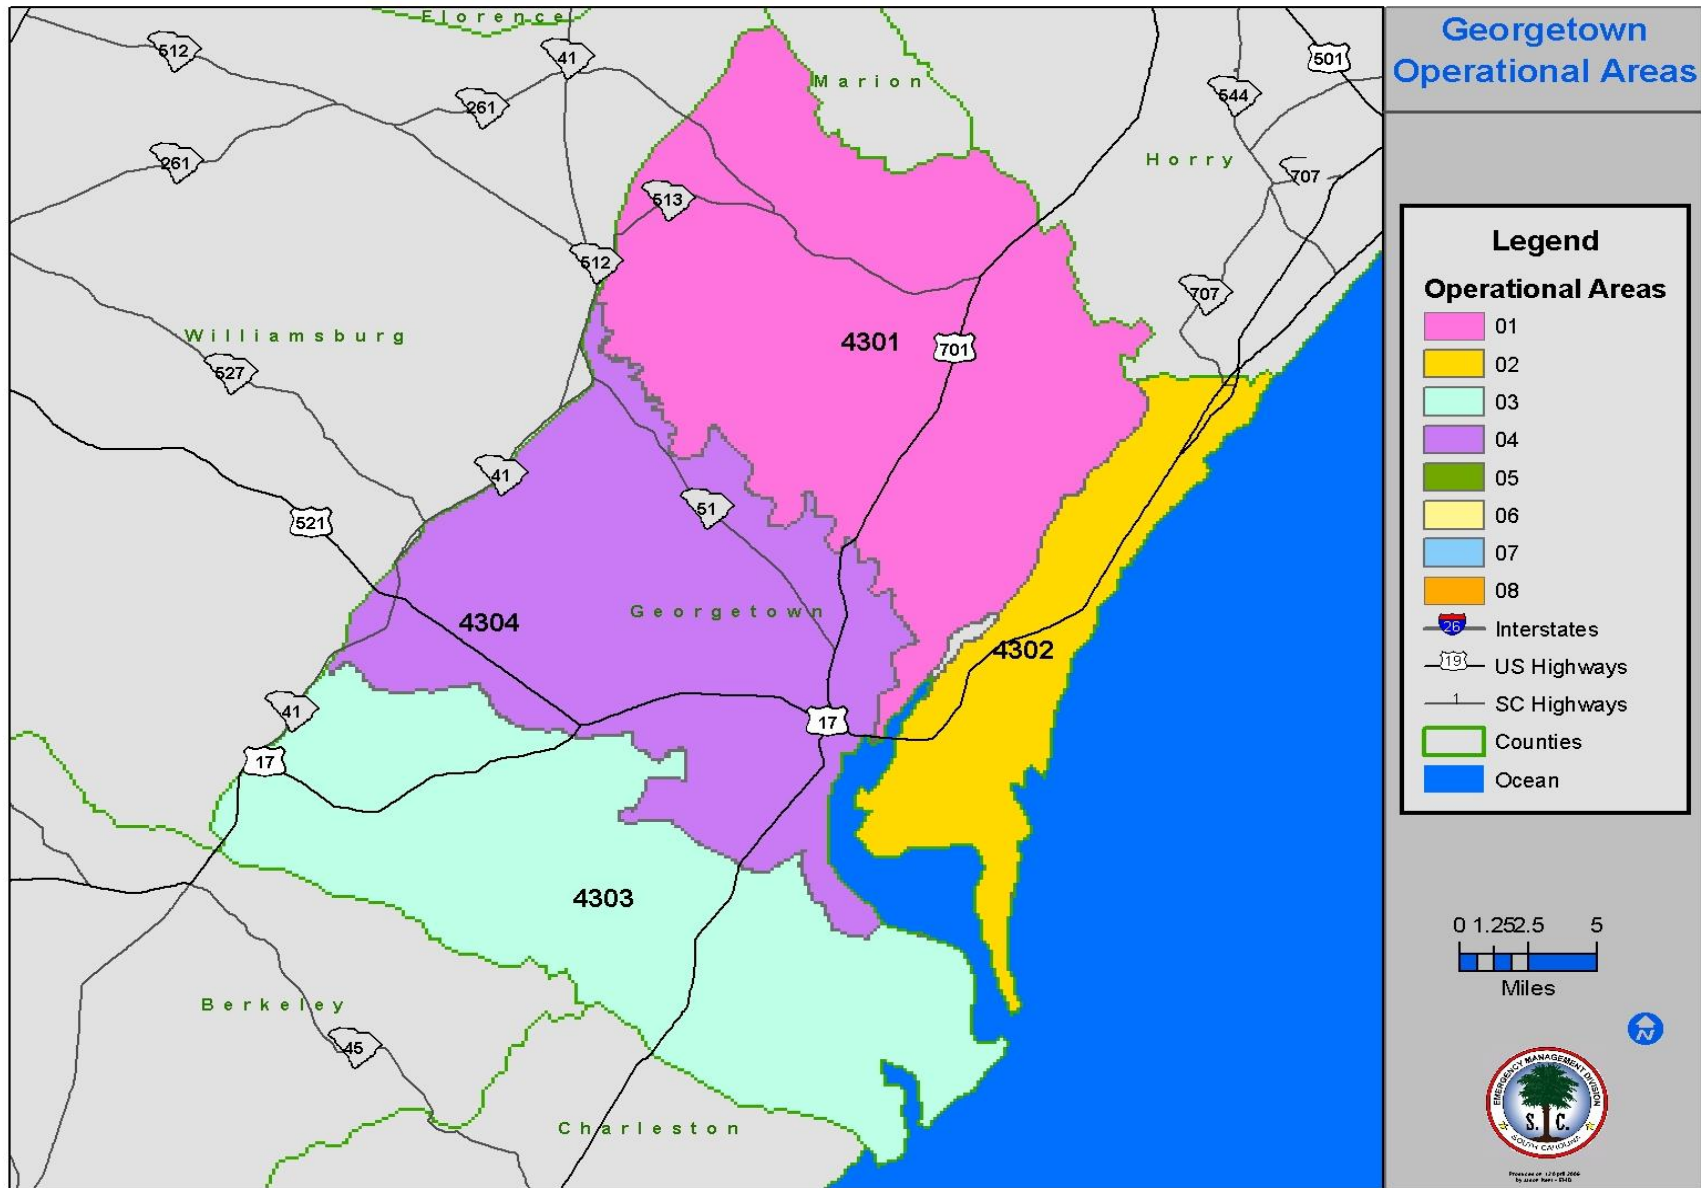 Georgetown
Operational Areas
Florence
512
41
501
Marion
544
261
261
Horry
707
513
512
707
Williamsburg
4301
701
527
41
51
521
Georgetown
4304
4302
41
17
17
4303
Berkeley
45
Charleston
Legend
Operational Areas
01
02
03
04
05
06
07
08
26 Interstates
19 US Highways
1 SC Highways
Counties
Ocean
0 1.25 2.5 5
Miles
N
EMERGENCY MANAGEMENT DIVISION
S. C.
SOUTH CAROLINA